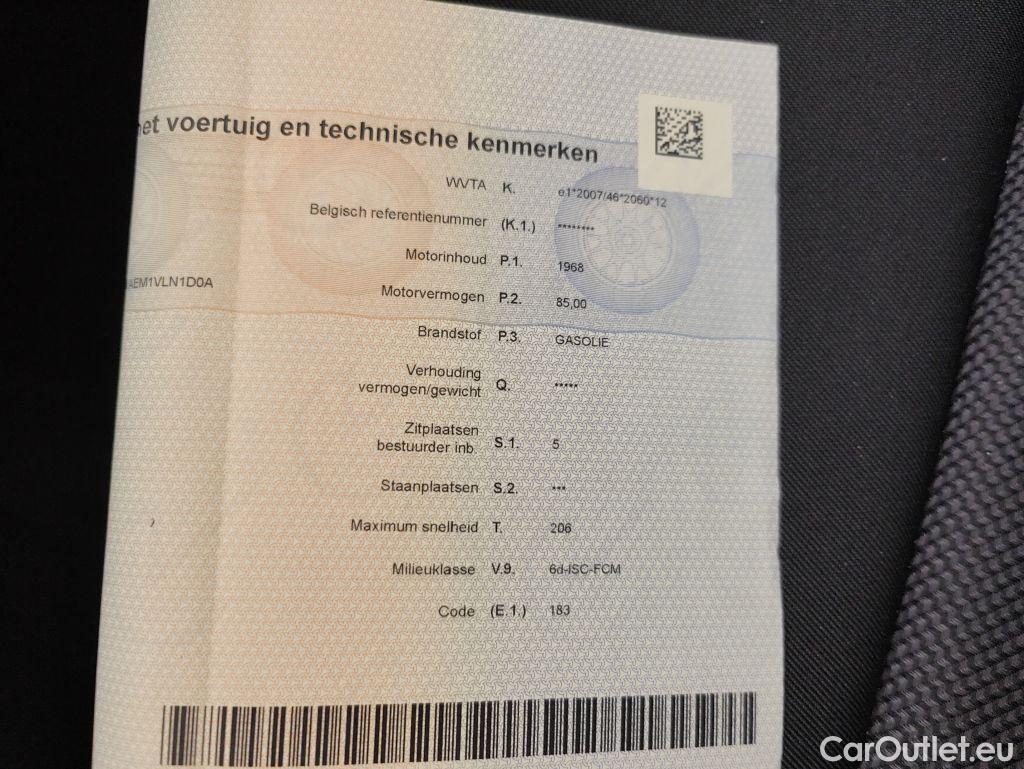 et voertuig en technische kenmerken
WVTA K. e1*2007/46*2060*12
Belgisch referentienummer (K.1.) ********
Motorinhoud P.1. 1968
AEM1VLN1D0A
Motorvermogen P.2. 85,00
Brandstof P.3. GASOLIE
Verhouding
vermogen/gewicht Q. *****
Zitplaatsen
bestuurder inb. S.1. 5
Staanplaatsen S.2. ***
Maximum snelheid T. 206
Milieuklasse V.9. 6d-ISC-FCM
Code (E.1.) 183
CarOutlet.eu